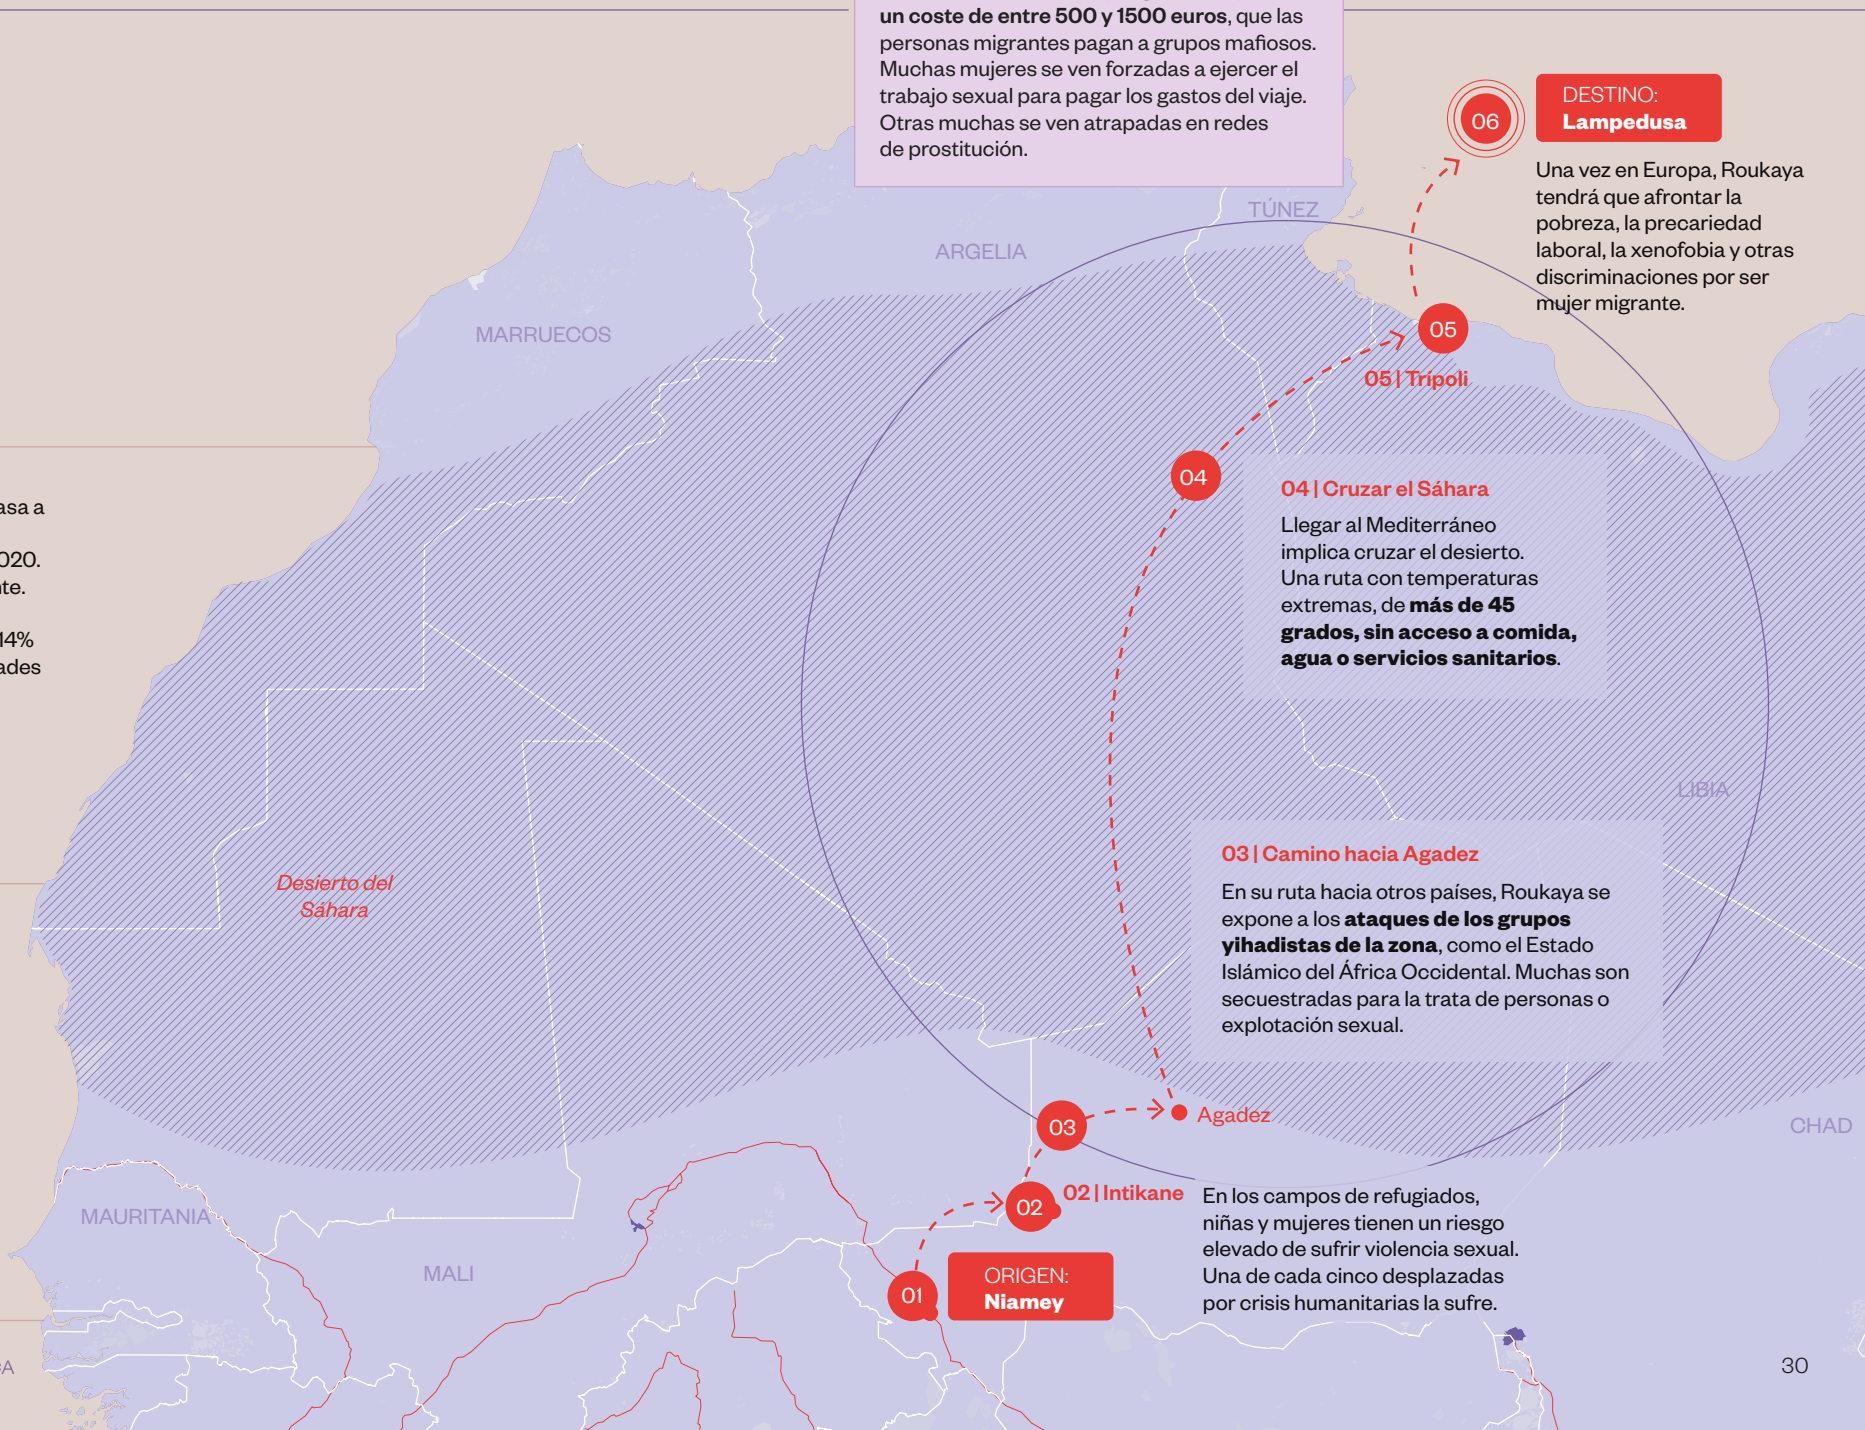 un coste de entre 500 y 1500 euros, que las
personas migrantes pagan a grupos mafiosos.
Muchas mujeres se ven forzadas a ejercer el
trabajo sexual para pagar los gastos del viaje.
Otras muchas se ven atrapadas en redes
de prostitución.
06
DESTINO:
Lampedusa
Una vez en Europa, Roukaya
tendrá que afrontar la
pobreza, la precariedad
laboral, la xenofobia y otras
discriminaciones por ser
mujer migrante.
TÚNEZ
ARGELIA
MARRUECOS
05
05 | Trípoli
04
04 | Cruzar el Sáhara
Llegar al Mediterráneo
implica cruzar el desierto.
Una ruta con temperaturas
extremas, de más de 45
grados, sin acceso a comida,
agua o servicios sanitarios.
asa a
020.
te.
14%
ades
LIBIA
03 | Camino hacia Agadez
En su ruta hacia otros países, Roukaya se
expone a los ataques de los grupos
yihadistas de la zona, como el Estado
Islámico del África Occidental. Muchas son
secuestradas para la trata de personas o
explotación sexual.
Desierto del
Sáhara
03
Agadez
CHAD
02
02 | Intikane
En los campos de refugiados,
niñas y mujeres tienen un riesgo
elevado de sufrir violencia sexual.
Una de cada cinco desplazadas
por crisis humanitarias la sufre.
MAURITANIA
MALI
01
ORIGEN:
Niamey
A
30